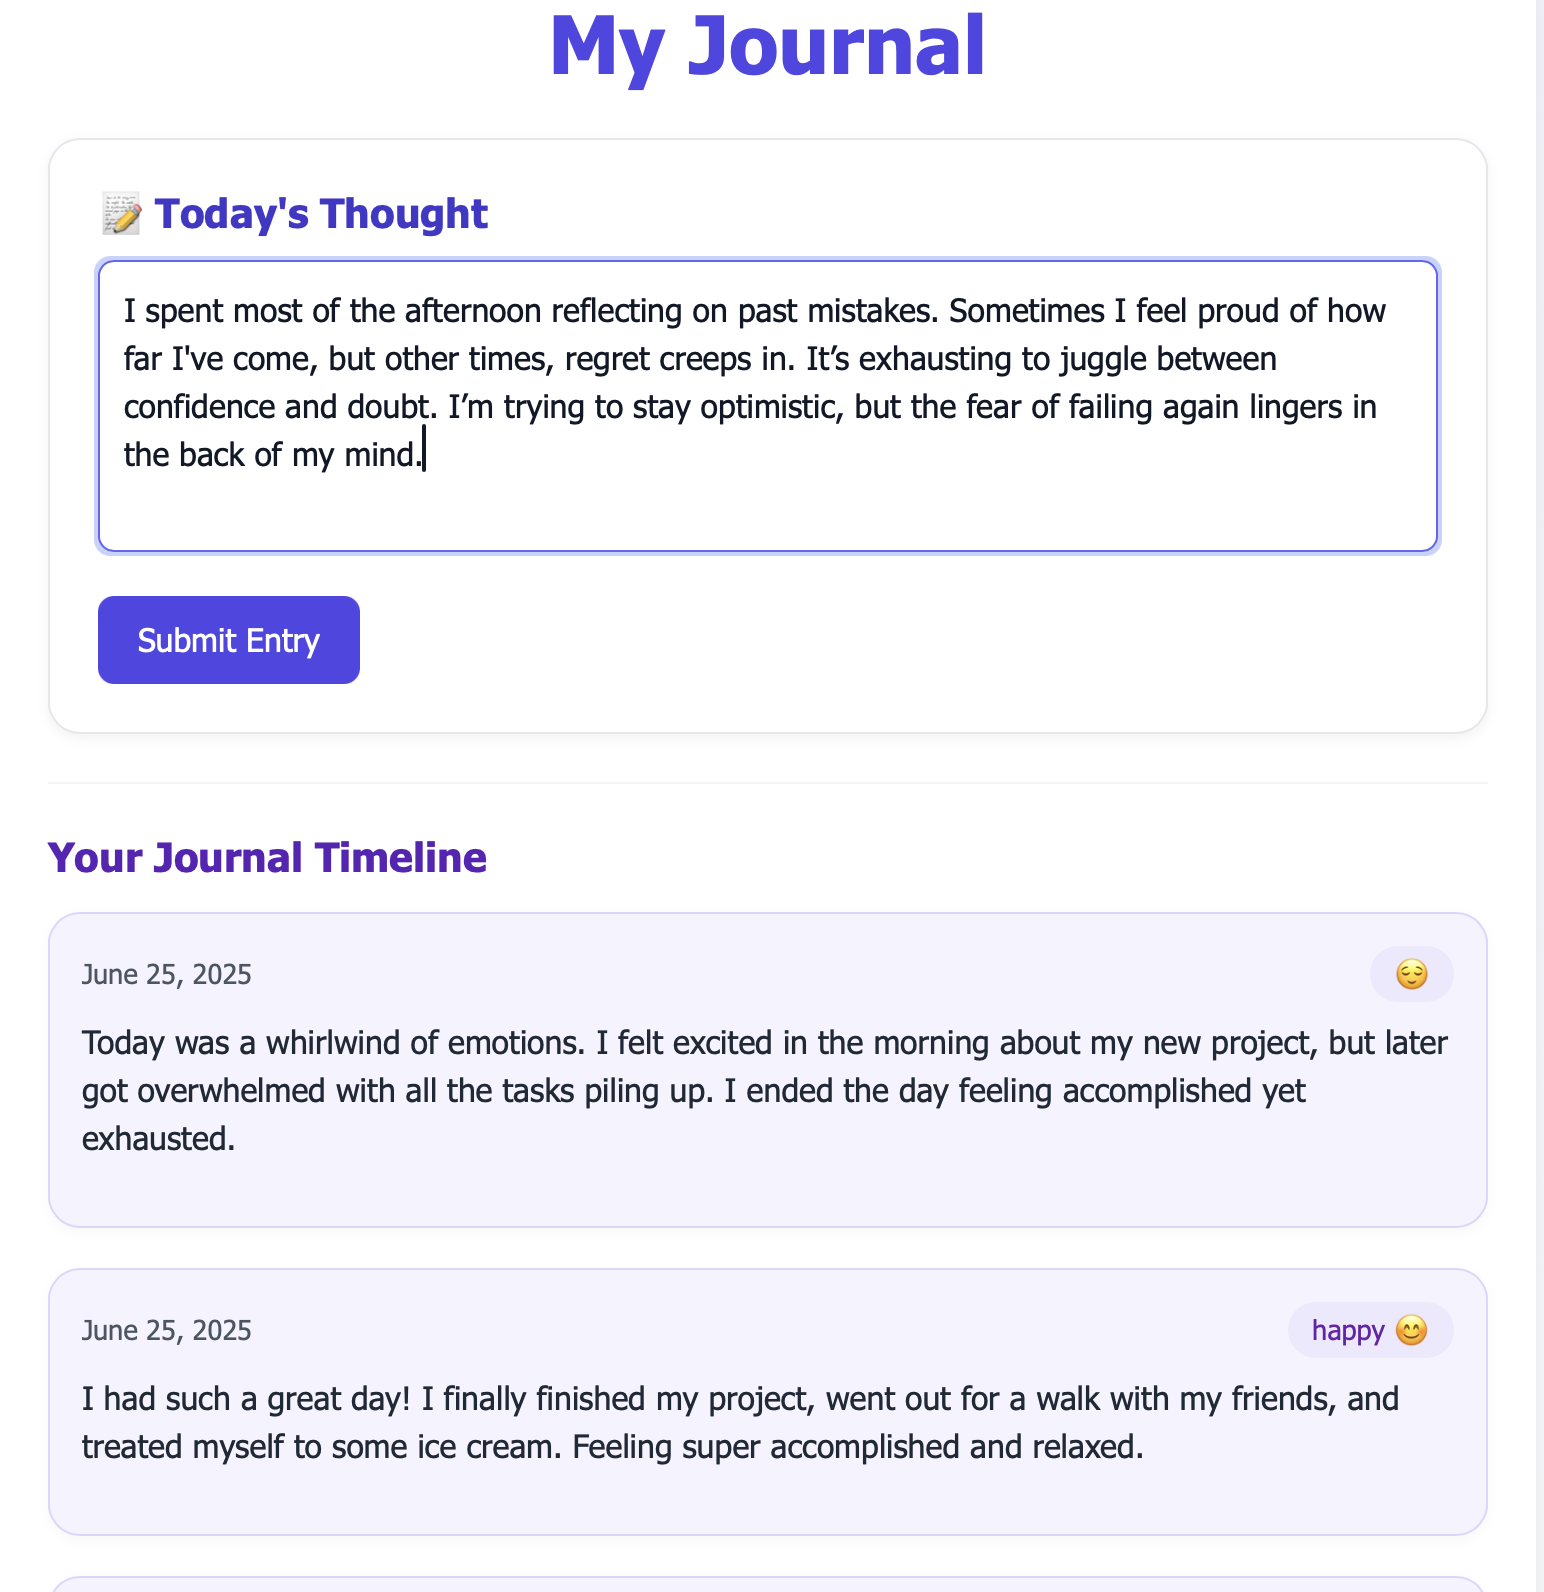 My Journal
📝 Today's Thought
I spent most of the afternoon reflecting on past mistakes. Sometimes I feel proud of how
far I've come, but other times, regret creeps in. It’s exhausting to juggle between
confidence and doubt. I’m trying to stay optimistic, but the fear of failing again lingers in
the back of my mind.
Submit Entry
Your Journal Timeline
June 25, 2025 😌
Today was a whirlwind of emotions. I felt excited in the morning about my new project, but later
got overwhelmed with all the tasks piling up. I ended the day feeling accomplished yet
exhausted.
June 25, 2025 happy 😊
I had such a great day! I finally finished my project, went out for a walk with my friends, and
treated myself to some ice cream. Feeling super accomplished and relaxed.